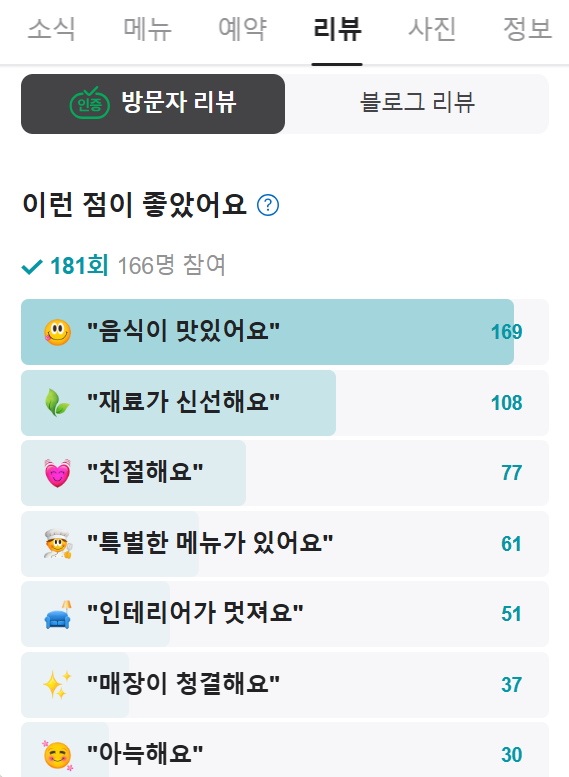 소식 메뉴 예약 리뷰 사진 정보
인증 방문자 리뷰 블로그 리뷰
이런 점이 좋았어요 ?
181회 166명 참여
"음식이 맛있어요" 169
"재료가 신선해요" 108
"친절해요" 77
"특별한 메뉴가 있어요" 61
"인테리어가 멋져요" 51
"매장이 청결해요" 37
"아늑해요" 30